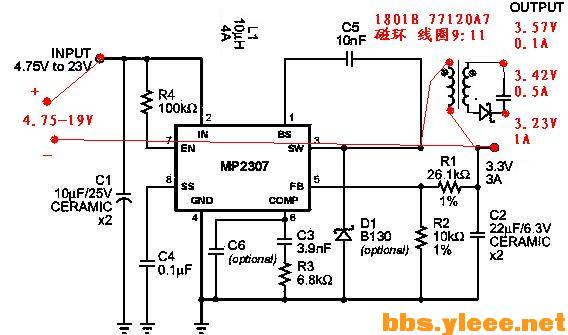 OUTPUT
3.57V
0.1A
3.42V
0.5A
3.23V
1A
1801B 77120A7
磁环 线圈9:11
L1
10µH
4A
C5
10nF
INPUT
4.75V to 23V
+
4.75-19V
−
R4
100kΩ
2
1
IN
BS
7
EN
MP2307
SW
3
8
SS
FB
5
GND
COMP
4
6
C1
10µF/25V
CERAMIC
x2
C4
0.1µF
C6
(optional)
C3
3.9nF
R3
6.8kΩ
D1
B130
(optional)
R1
26.1kΩ
1%
R2
10kΩ
1%
3.3V
3A
C2
22µF/6.3V
CERAMIC
x2
bbs.yleee.net